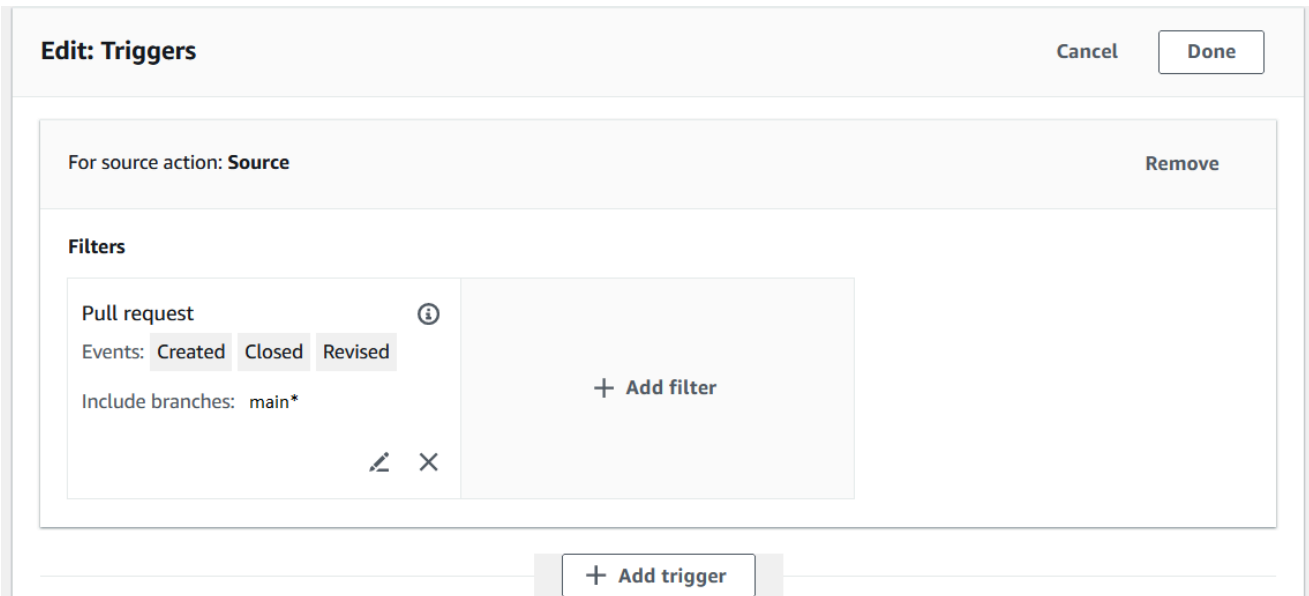 Edit: Triggers Cancel Done
For source action: Source Remove
Filters
Pull request
Events: Created Closed Revised
Include branches: main*
+ Add filter
+ Add trigger